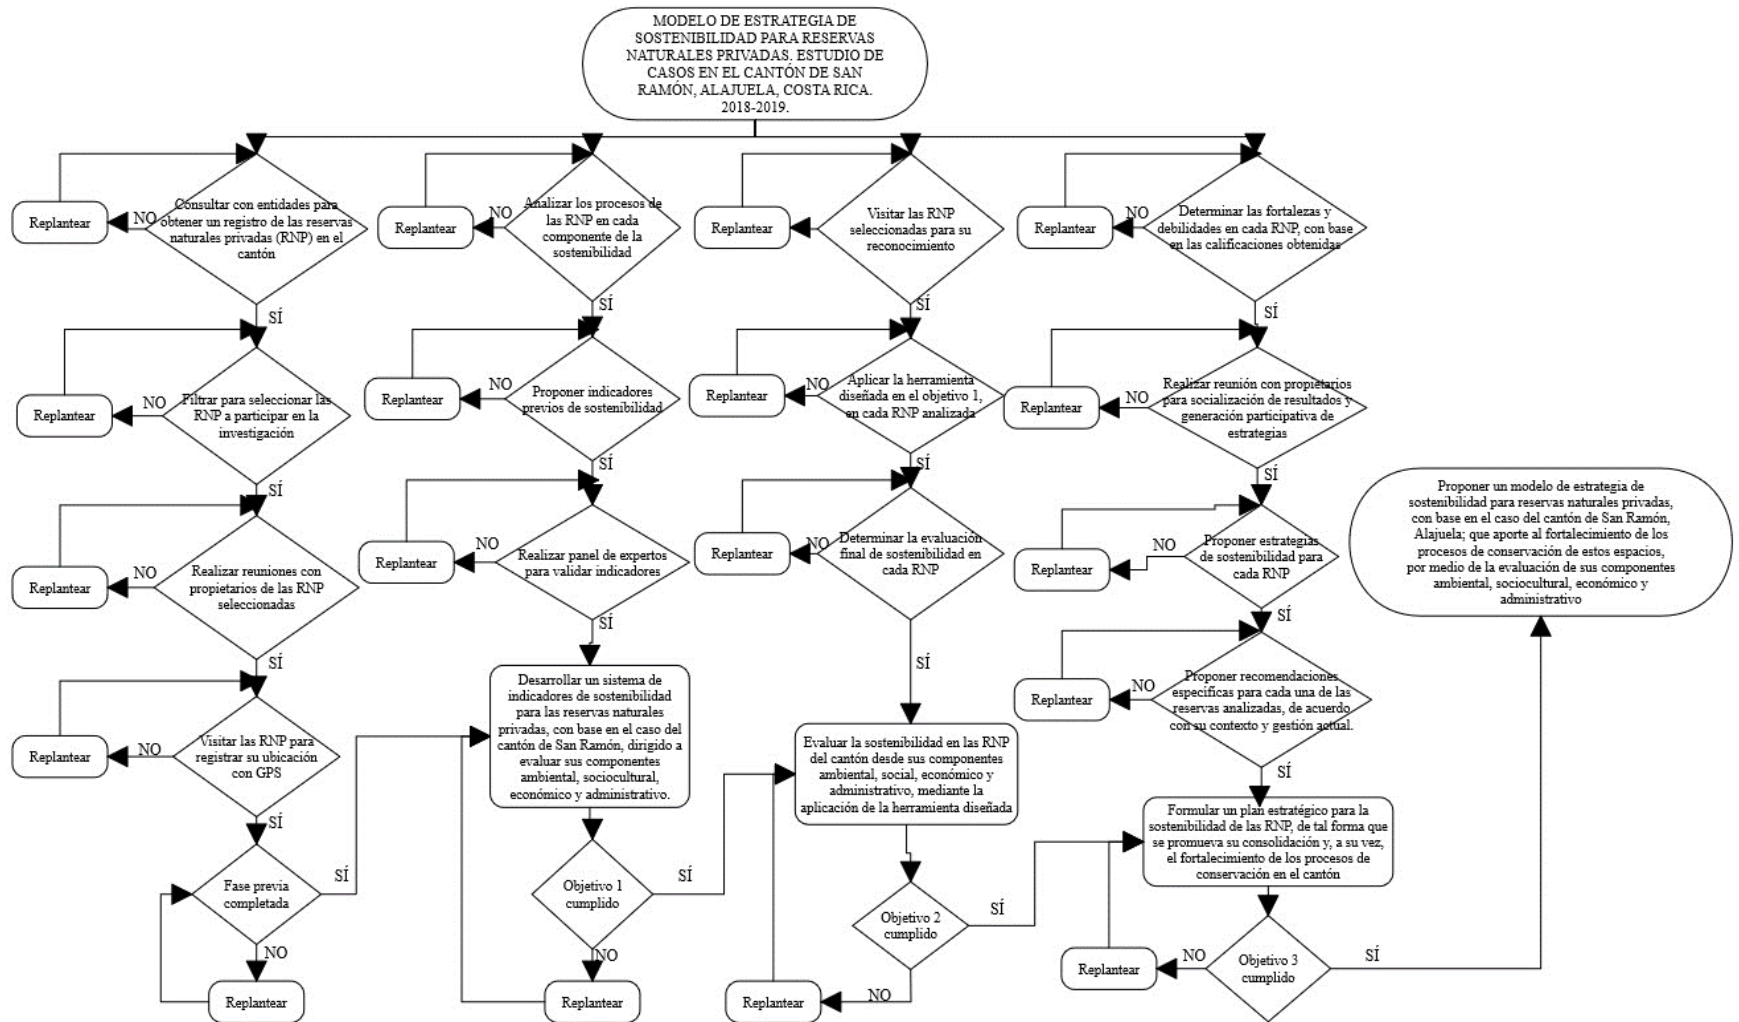 MODELO DE ESTRATEGIA DE
SOSTENIBILIDAD PARA RESERVAS
NATURALES PRIVADAS. ESTUDIO DE
CASOS EN EL CANTÓN DE SAN
RAMÓN, ALAJUELA, COSTA RICA.
2018-2019.
Consultar con entidades para
obtener un registro de las reservas
naturales privadas (RNP) en el
cantón
NO
Replantear
SÍ
Filtrar para seleccionar las
RNP a participar en la
investigación
NO
Replantear
SÍ
Realizar reuniones con
propietarios de las RNP
seleccionadas
NO
Replantear
SÍ
Visitar las RNP para
registrar su ubicación
con GPS
NO
Replantear
SÍ
Fase previa
completada
SÍ
NO
Replantear
Analizar los procesos de
las RNP en cada
componente de la
sostenibilidad
NO
Replantear
SÍ
Proponer indicadores
previos de sostenibilidad
NO
Replantear
SÍ
Realizar panel de expertos
para validar indicadores
NO
Replantear
SÍ
Desarrollar un sistema de
indicadores de sostenibilidad
para las reservas naturales
privadas, con base en el caso del
cantón de San Ramón, dirigido a
evaluar sus componentes
ambiental, sociocultural,
económico y administrativo.
Objetivo 1
cumplido
SÍ
NO
Replantear
Visitar las RNP
seleccionadas para su
reconocimiento
Replantear
SÍ
Aplicar la herramienta
diseñada en el objetivo 1,
en cada RNP analizada
NO
Replantear
SÍ
Determinar la evaluación
final de sostenibilidad en
cada RNP
NO
Replantear
SÍ
Evaluar la sostenibilidad en las RNP
del cantón desde sus componentes
ambiental, social, económico y
administrativo, mediante la
aplicación de la herramienta diseñada
Objetivo 2
cumplido
SÍ
NO
Replantear
Determinar las fortalezas y
debilidades en cada RNP, con base
en las calificaciones obtenidas
NO
Replantear
SÍ
Realizar reunión con propietarios
para socialización de resultados y
generación participativa de
estrategias
NO
Replantear
SÍ
Proponer estrategias
de sostenibilidad para
cada RNP
NO
Replantear
SÍ
Proponer recomendaciones
especificas para cada una de las
reservas analizadas, de acuerdo
con su contexto y gestión actual.
NO
Replantear
SÍ
Formular un plan estratégico para la
sostenibilidad de las RNP, de tal forma que
se promueva su consolidación y, a su vez,
el fortalecimiento de los procesos de
conservación en el cantón
Objetivo 3
cumplido
NO
Replantear
SÍ
Proponer un modelo de estrategia de
sostenibilidad para reservas naturales privadas,
con base en el caso del cantón de San Ramón,
Alajuela; que aporte al fortalecimiento de los
procesos de conservación de estos espacios,
por medio de la evaluación de sus componentes
ambiental, sociocultural, económico y
administrativo